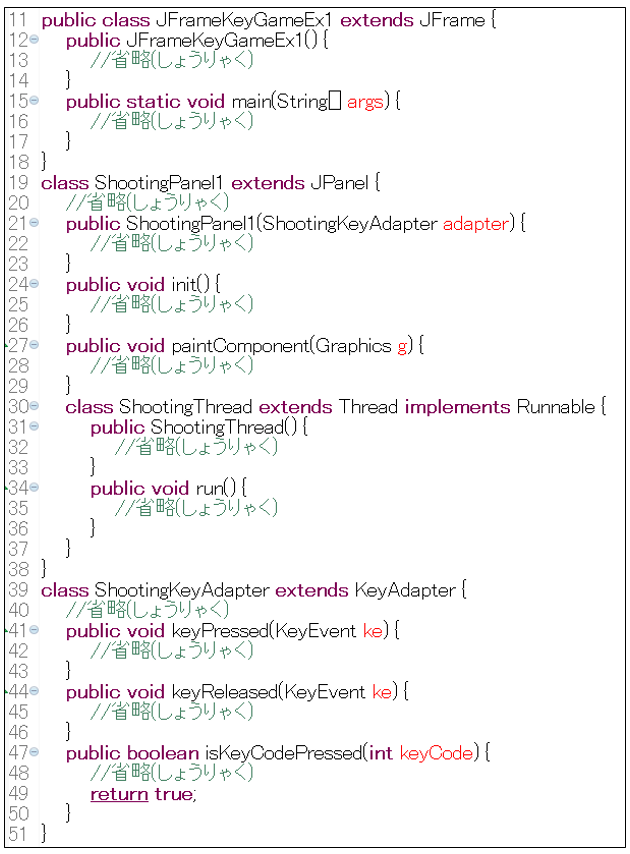 11 public class JFrameKeyGameEx1 extends JFrame {
12 public JFrameKeyGameEx1(){
13 //省略(しょうりゃく)
14 }
15 public static void main(String[] args){
16 //省略(しょうりゃく)
17 }
18 }
19 class ShootingPanel1 extends JPanel {
20 //省略(しょうりゃく)
21 public ShootingPanel1(ShootingKeyAdapter adapter){
22 //省略(しょうりゃく)
23 }
24 public void init(){
25 //省略(しょうりゃく)
26 }
27 public void paintComponent(Graphics g){
28 //省略(しょうりゃく)
29 }
30 class ShootingThread extends Thread implements Runnable {
31 public ShootingThread(){
32 //省略(しょうりゃく)
33 }
34 public void run(){
35 //省略(しょうりゃく)
36 }
37 }
38 }
39 class ShootingKeyAdapter extends KeyAdapter {
40 //省略(しょうりゃく)
41 public void keyPressed(KeyEvent ke){
42 //省略(しょうりゃく)
43 }
44 public void keyReleased(KeyEvent ke){
45 //省略(しょうりゃく)
46 }
47 public boolean isKeyCodePressed(int keyCode){
48 //省略(しょうりゃく)
49 return true;
50 }
51 }